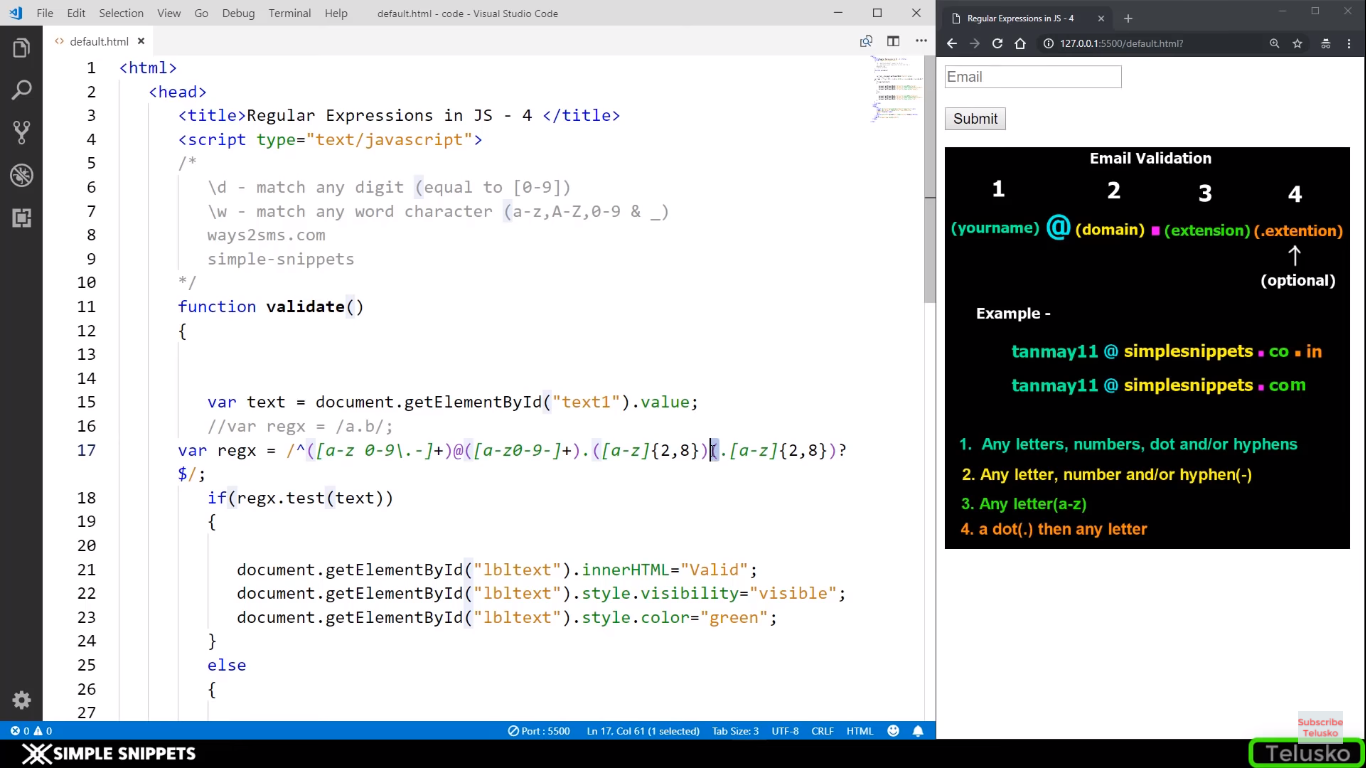 File Edit Selection View Go Debug Terminal Help default.html - code - Visual Studio Code
default.html
1 <html>
2 <head>
3 <title>Regular Expressions in JS - 4 </title>
4 <script type="text/javascript">
5 /*
6 \d - match any digit (equal to [0-9])
7 \w - match any word character (a-z,A-Z,0-9 & _)
8 ways2sms.com
9 simple-snippets
10 */
11 function validate()
12 {
13
14
15 var text = document.getElementById("text1").value;
16 //var regx = /a.b/;
17 var regx = /^([a-z 0-9\.-]+)@([a-z0-9-]+).([a-z]{2,8})(.[a-z]{2,8})?
$/;
18 if(regx.test(text))
19 {
20
21 document.getElementById("lbltext").innerHTML="Valid";
22 document.getElementById("lbltext").style.visibility="visible";
23 document.getElementById("lbltext").style.color="green";
24 }
25 else
26 {
27
0 0 Port : 5500 Ln 17, Col 61 (1 selected) Tab Size: 3 UTF-8 CRLF HTML
SIMPLE SNIPPETS
Regular Expressions in JS - 4
127.0.0.1:5500/default.html?
Email
Submit
Email Validation
1 2 3 4
(yourname) @ (domain) . (extension) (.extention)
(optional)
Example -
tanmay11 @ simplesnippets . co . in
tanmay11 @ simplesnippets . com
1. Any letters, numbers, dot and/or hyphens
2. Any letter, number and/or hyphen(-)
3. Any letter(a-z)
4. a dot(.) then any letter
Subscribe
Telusko
Telusko